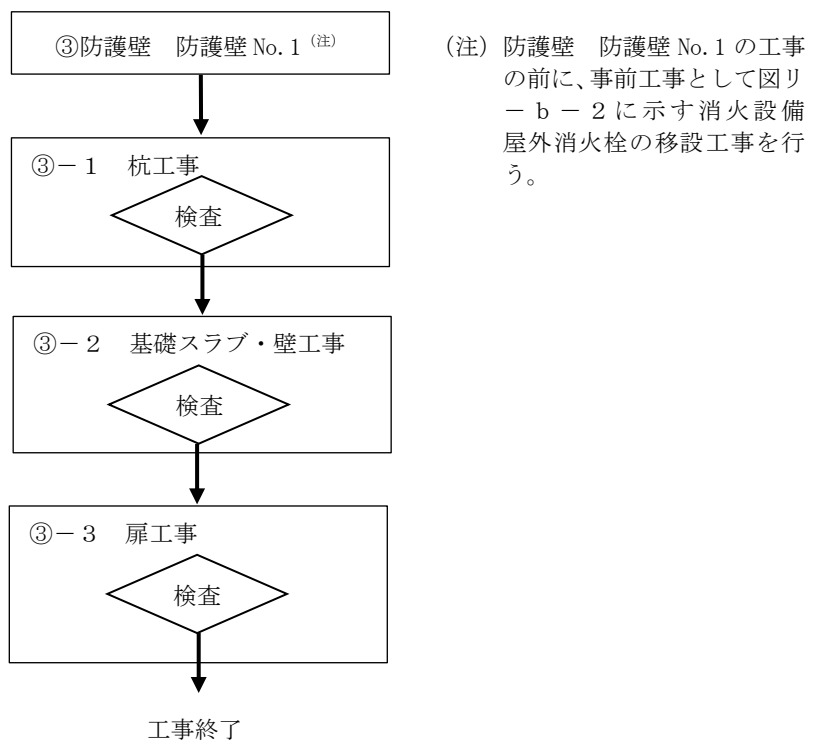 ③防護壁　防護壁 No.1 (注)
(注) 防護壁　防護壁 No.1 の工事
の前に、事前工事として図リ
－ｂ－２に示す消火設備
屋外消火栓の移設工事を行
う。
③－１　杭工事
検査
③－２　基礎スラブ・壁工事
検査
③－３　扉工事
検査
工事終了